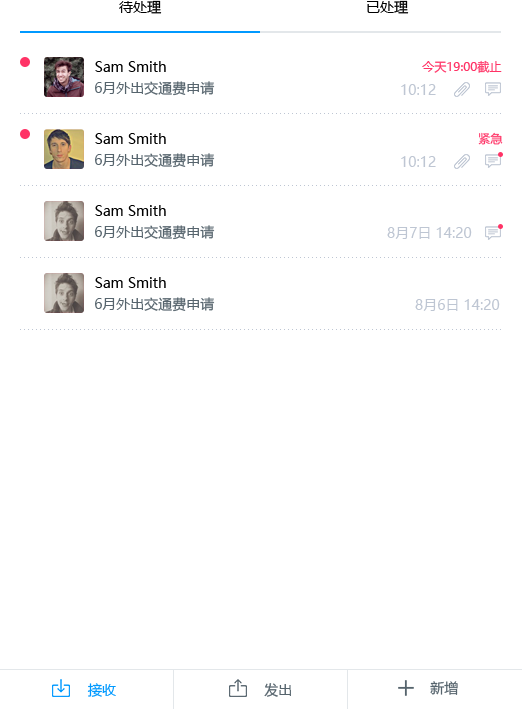 待处理 已处理
Sam Smith 今天19:00截止
6月外出交通费申请 10:12
Sam Smith 紧急
6月外出交通费申请 10:12
Sam Smith
6月外出交通费申请 8月7日 14:20
Sam Smith
6月外出交通费申请 8月6日 14:20
接收 发出 新增